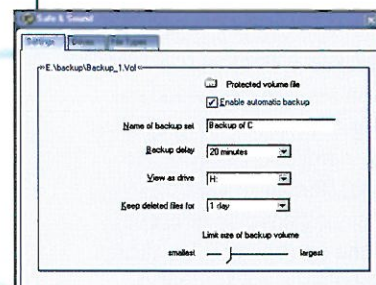 Safe & Sound
Settings Drives File Types
E:\backup\Backup_1.Vol
Protected volume file
Enable automatic backup
Name of backup set Backup of C
Backup delay 20 minutes
View as drive H:
Keep deleted files for 1 day
Limit size of backup volume
smallest largest